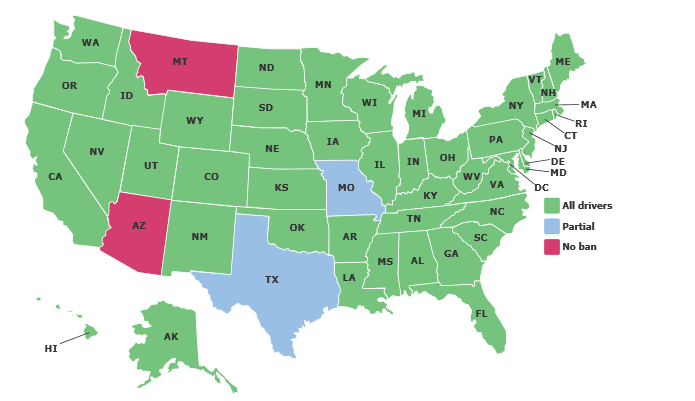 WA
MT
ND
MN
ME
VT
NH
OR
ID
WY
SD
WI
MI
NY
MA
RI
CT
NJ
NV
UT
CO
NE
IA
IL
IN
OH
PA
DE
MD
DC
CA
AZ
NM
KS
MO
KY
WV
VA
OK
AR
TN
NC
SC
TX
LA
MS
AL
GA
FL
AK
HI
All drivers
Partial
No ban